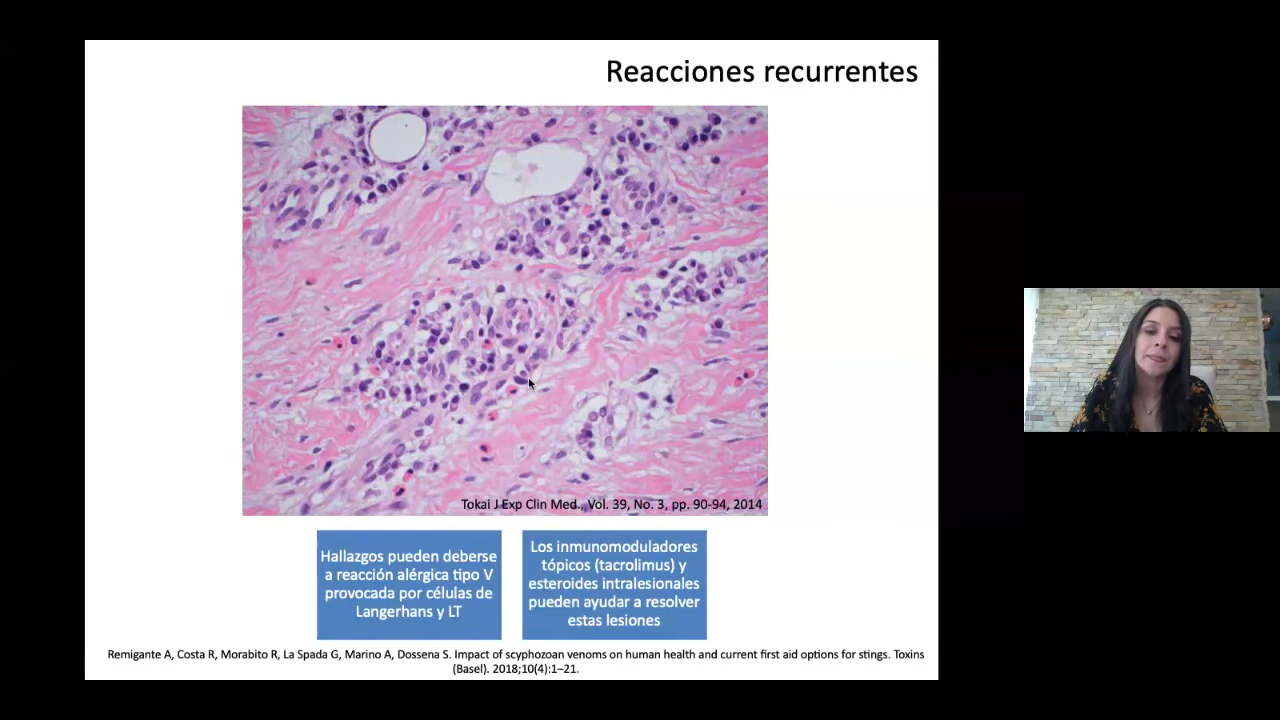 Reacciones recurrentes
Tokai J Exp Clin Med., Vol. 39, No. 3, pp. 90-94, 2014
Hallazgos pueden deberse
a reacción alérgica tipo V
provocada por células de
Langerhans y LT
Los inmunomoduladores
tópicos (tacrolimus) y
esteroides intralesionales
pueden ayudar a resolver
estas lesiones
Remigante A, Costa R, Morabito R, La Spada G, Marino A, Dossena S. Impact of scyphozoan venoms on human health and current first aid options for stings. Toxins
(Basel). 2018;10(4):1–21.